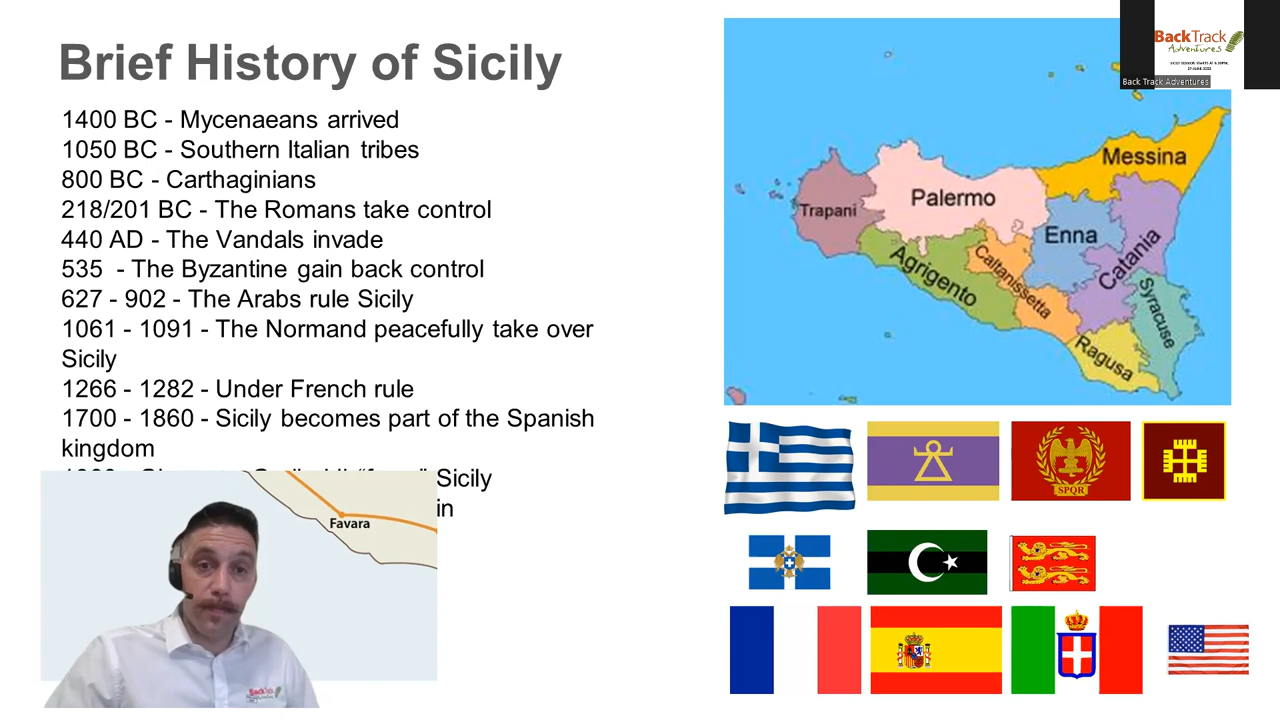 Brief History of Sicily
1400 BC - Mycenaeans arrived
1050 BC - Southern Italian tribes
800 BC - Carthaginians
218/201 BC - The Romans take control
440 AD - The Vandals invade
535 - The Byzantine gain back control
627 - 902 - The Arabs rule Sicily
1061 - 1091 - The Normand peacefully take over
Sicily
1266 - 1282 - Under French rule
1700 - 1860 - Sicily becomes part of the Spanish
kingdom
Sicily
in
Favara
BackTrack
BackTrack
Adventures
Back Track Adventures
Messina
Palermo
Trapani
Enna
Catania
Agrigento
Caltanissetta
Syracuse
Ragusa
SPQR